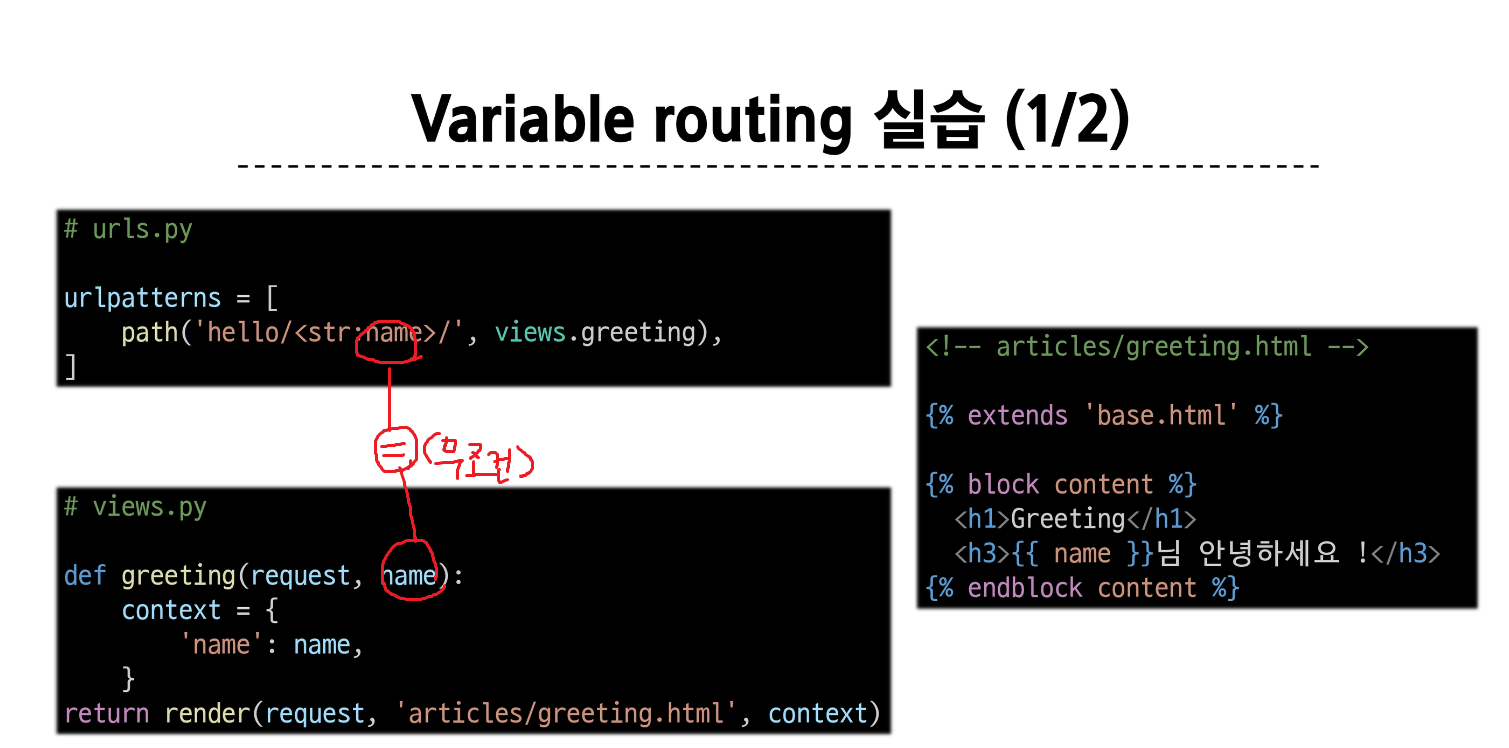 Variable routing 실습 (1/2)
# urls.py
urlpatterns = [
    path('hello/<str:name>/', views.greeting),
]
= (무조건)
# views.py
def greeting(request, name):
    context = {
        'name': name,
    }
return render(request, 'articles/greeting.html', context)
<!-- articles/greeting.html -->
{% extends 'base.html' %}
{% block content %}
  <h1>Greeting</h1>
  <h3>{{ name }}님 안녕하세요 !</h3>
{% endblock content %}